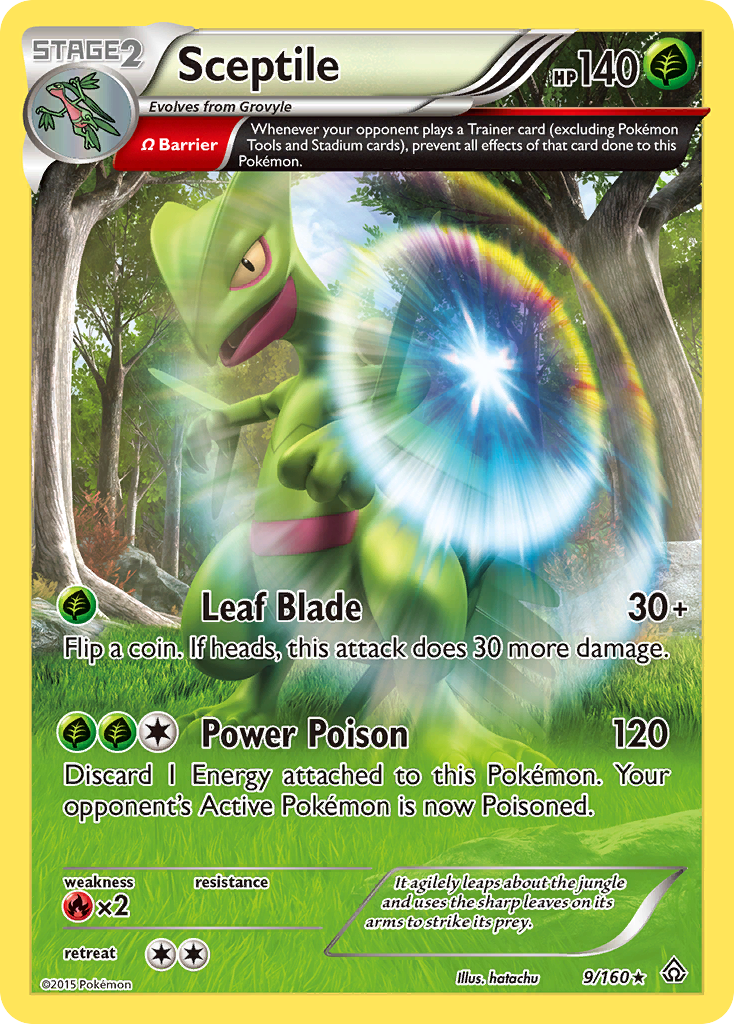 STAGE2
Sceptile
HP140
Evolves from Grovyle
Ω Barrier
Whenever your opponent plays a Trainer card (excluding Pokémon
Tools and Stadium cards), prevent all effects of that card done to this
Pokémon.
Leaf Blade 30+
Flip a coin. If heads, this attack does 30 more damage.
Power Poison 120
Discard 1 Energy attached to this Pokémon. Your
opponent's Active Pokémon is now Poisoned.
weakness resistance
×2
retreat
It agilely leaps about the jungle
and uses the sharp leaves on its
arms to strike its prey.
©2015 Pokémon
Illus. hatachu
9/160★